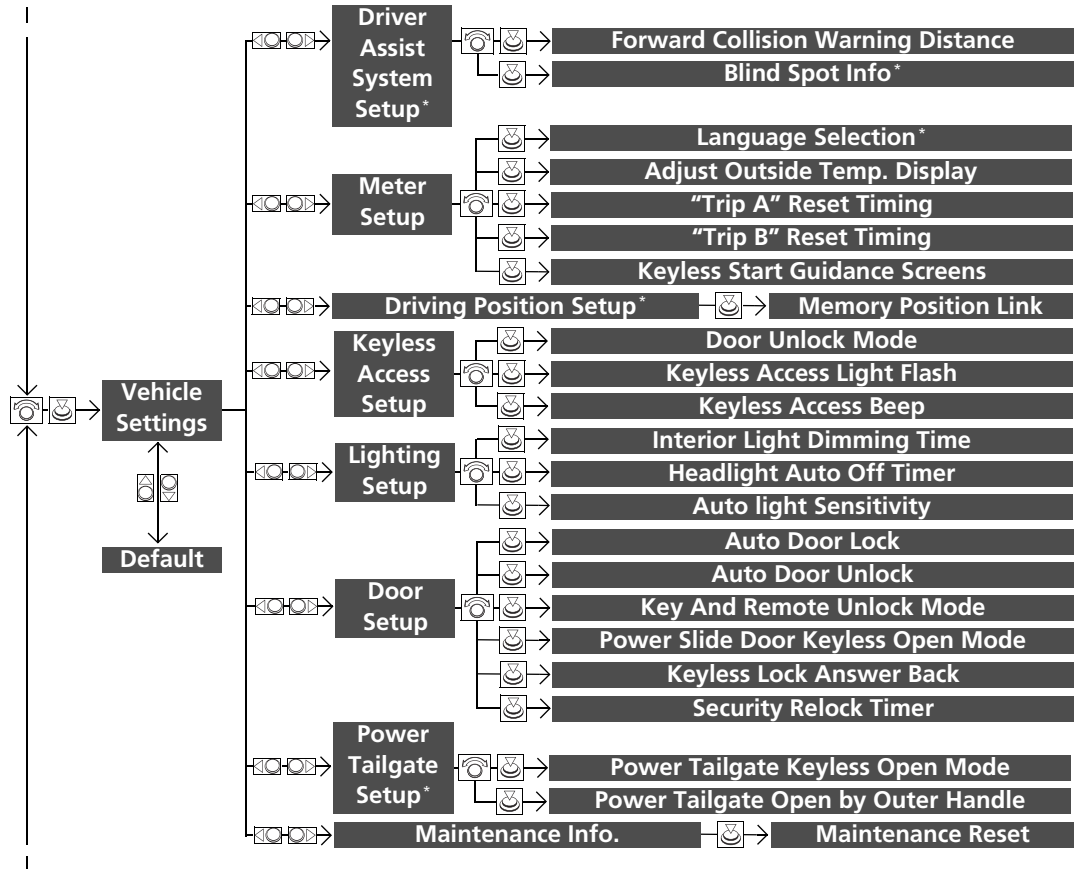 Driver
Assist
System
Setup*
Forward Collision Warning Distance
Blind Spot Info*
Meter
Setup
Language Selection*
Adjust Outside Temp. Display
“Trip A” Reset Timing
“Trip B” Reset Timing
Keyless Start Guidance Screens
Driving Position Setup*
Memory Position Link
Keyless
Access
Setup
Door Unlock Mode
Keyless Access Light Flash
Keyless Access Beep
Vehicle
Settings
Default
Lighting
Setup
Interior Light Dimming Time
Headlight Auto Off Timer
Auto light Sensitivity
Door
Setup
Auto Door Lock
Auto Door Unlock
Key And Remote Unlock Mode
Power Slide Door Keyless Open Mode
Keyless Lock Answer Back
Security Relock Timer
Power
Tailgate
Setup*
Power Tailgate Keyless Open Mode
Power Tailgate Open by Outer Handle
Maintenance Info.
Maintenance Reset